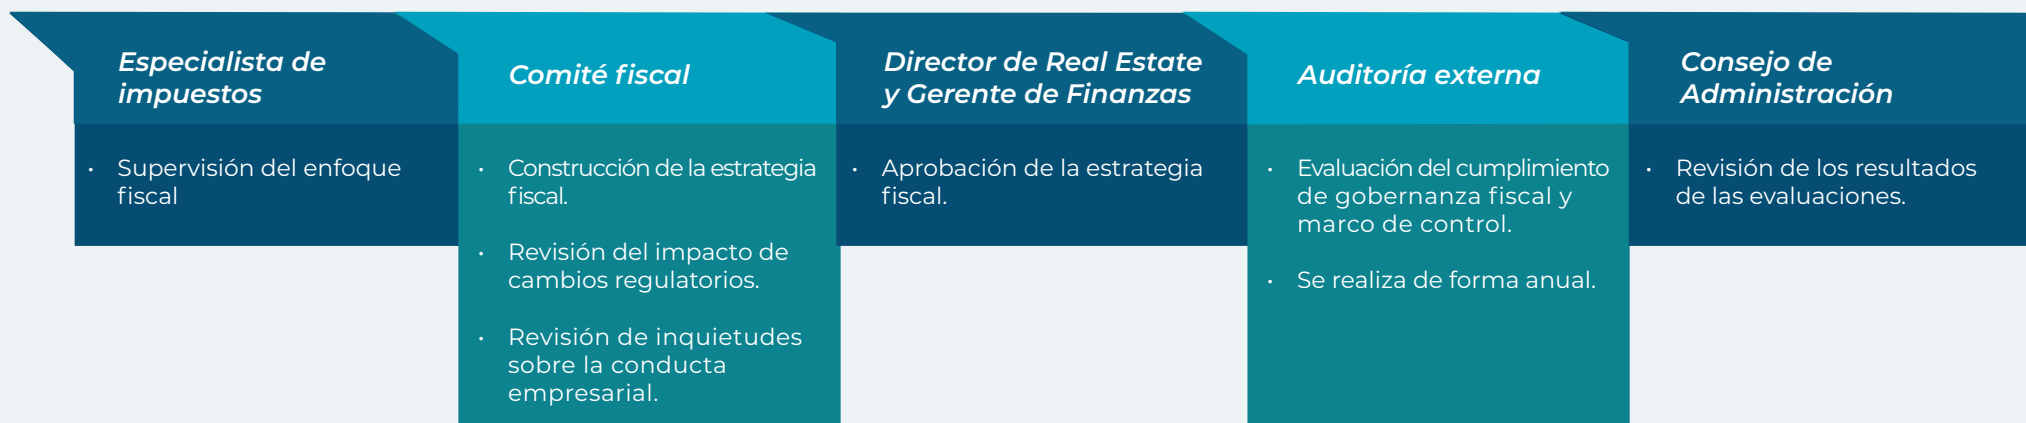 Especialista de
impuestos
· Supervisión del enfoque
fiscal
Comité fiscal
· Construcción de la estrategia
fiscal.
· Revisión del impacto de
cambios regulatorios.
· Revisión de inquietudes
sobre la conducta
empresarial.
Director de Real Estate
y Gerente de Finanzas
· Aprobación de la estrategia
fiscal.
Auditoría externa
· Evaluación del cumplimiento
de gobernanza fiscal y
marco de control.
· Se realiza de forma anual.
Consejo de
Administración
· Revisión de los resultados
de las evaluaciones.